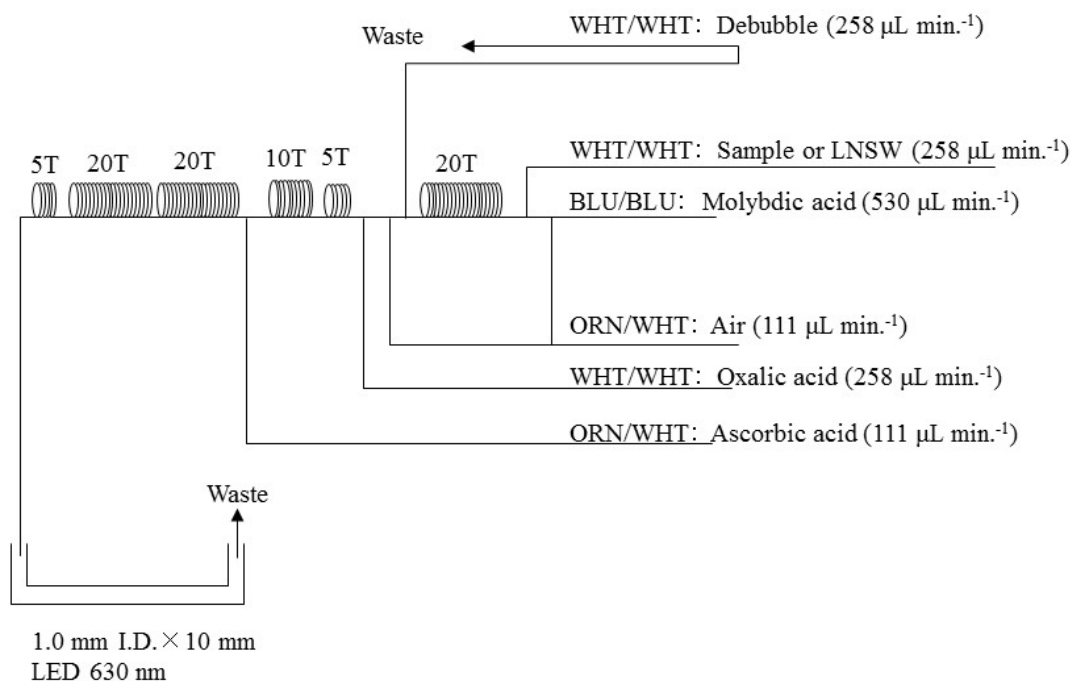 WHT/WHT: Debubble (258 μL min.-1)
Waste
5T 20T 20T 10T 5T 20T
WHT/WHT: Sample or LNSW (258 μL min.-1)
BLU/BLU: Molybdic acid (530 μL min.-1)
ORN/WHT: Air (111 μL min.-1)
WHT/WHT: Oxalic acid (258 μL min.-1)
ORN/WHT: Ascorbic acid (111 μL min.-1)
Waste
1.0 mm I.D.×10 mm
LED 630 nm